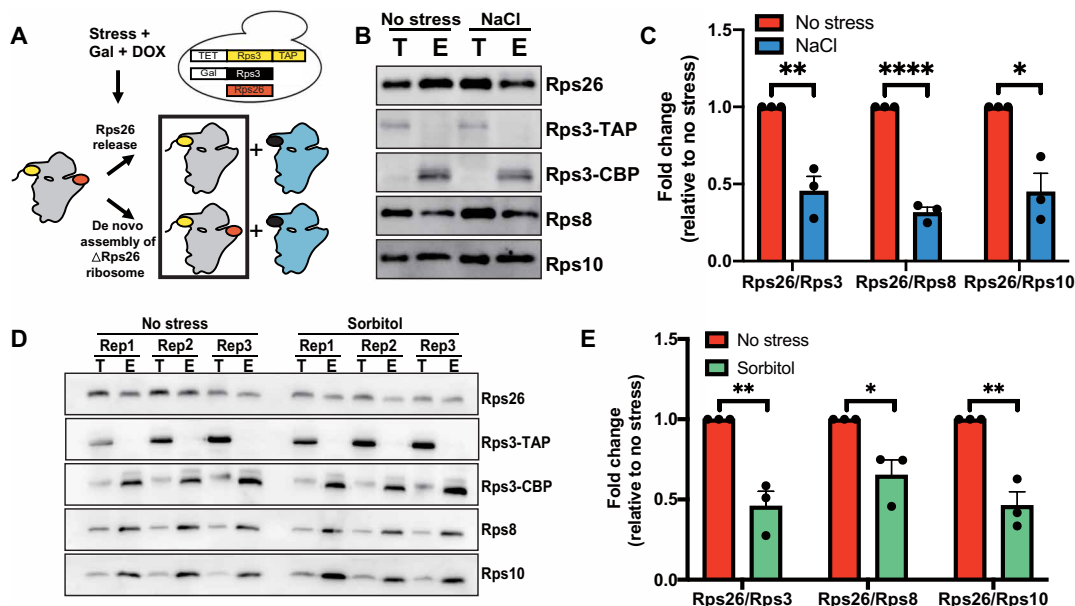 A
Stress +
Gal + DOX
TET Rps3 TAP
Gal Rps3
Rps26
Rps26
release
+
De novo
assembly of
△Rps26
ribosome
+
B
No stress NaCl
T E T E
Rps26
Rps3-TAP
Rps3-CBP
Rps8
Rps10
C
No stress
NaCl
** **** *
Fold change
(relative to no stress)
1.5
1.0
0.5
0.0
Rps26/Rps3 Rps26/Rps8 Rps26/Rps10
D
No stress Sorbitol
Rep1 Rep2 Rep3 Rep1 Rep2 Rep3
T E T E T E T E T E T E
Rps26
Rps3-TAP
Rps3-CBP
Rps8
Rps10
E
No stress
Sorbitol
** * **
Fold change
(relative to no stress)
1.5
1.0
0.5
0.0
Rps26/Rps3 Rps26/Rps8 Rps26/Rps10